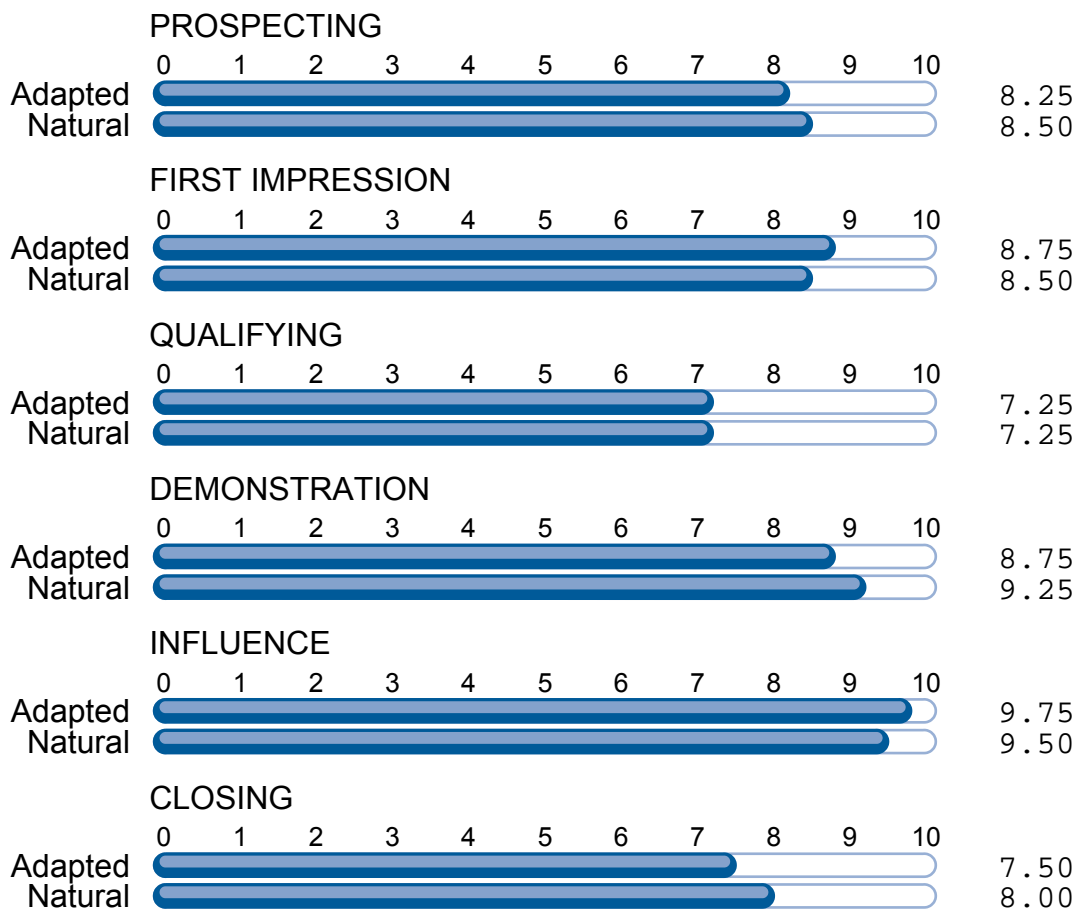 PROSPECTING
0 1 2 3 4 5 6 7 8 9 10
Adapted 8.25
Natural 8.50
FIRST IMPRESSION
0 1 2 3 4 5 6 7 8 9 10
Adapted 8.75
Natural 8.50
QUALIFYING
0 1 2 3 4 5 6 7 8 9 10
Adapted 7.25
Natural 7.25
DEMONSTRATION
0 1 2 3 4 5 6 7 8 9 10
Adapted 8.75
Natural 9.25
INFLUENCE
0 1 2 3 4 5 6 7 8 9 10
Adapted 9.75
Natural 9.50
CLOSING
0 1 2 3 4 5 6 7 8 9 10
Adapted 7.50
Natural 8.00